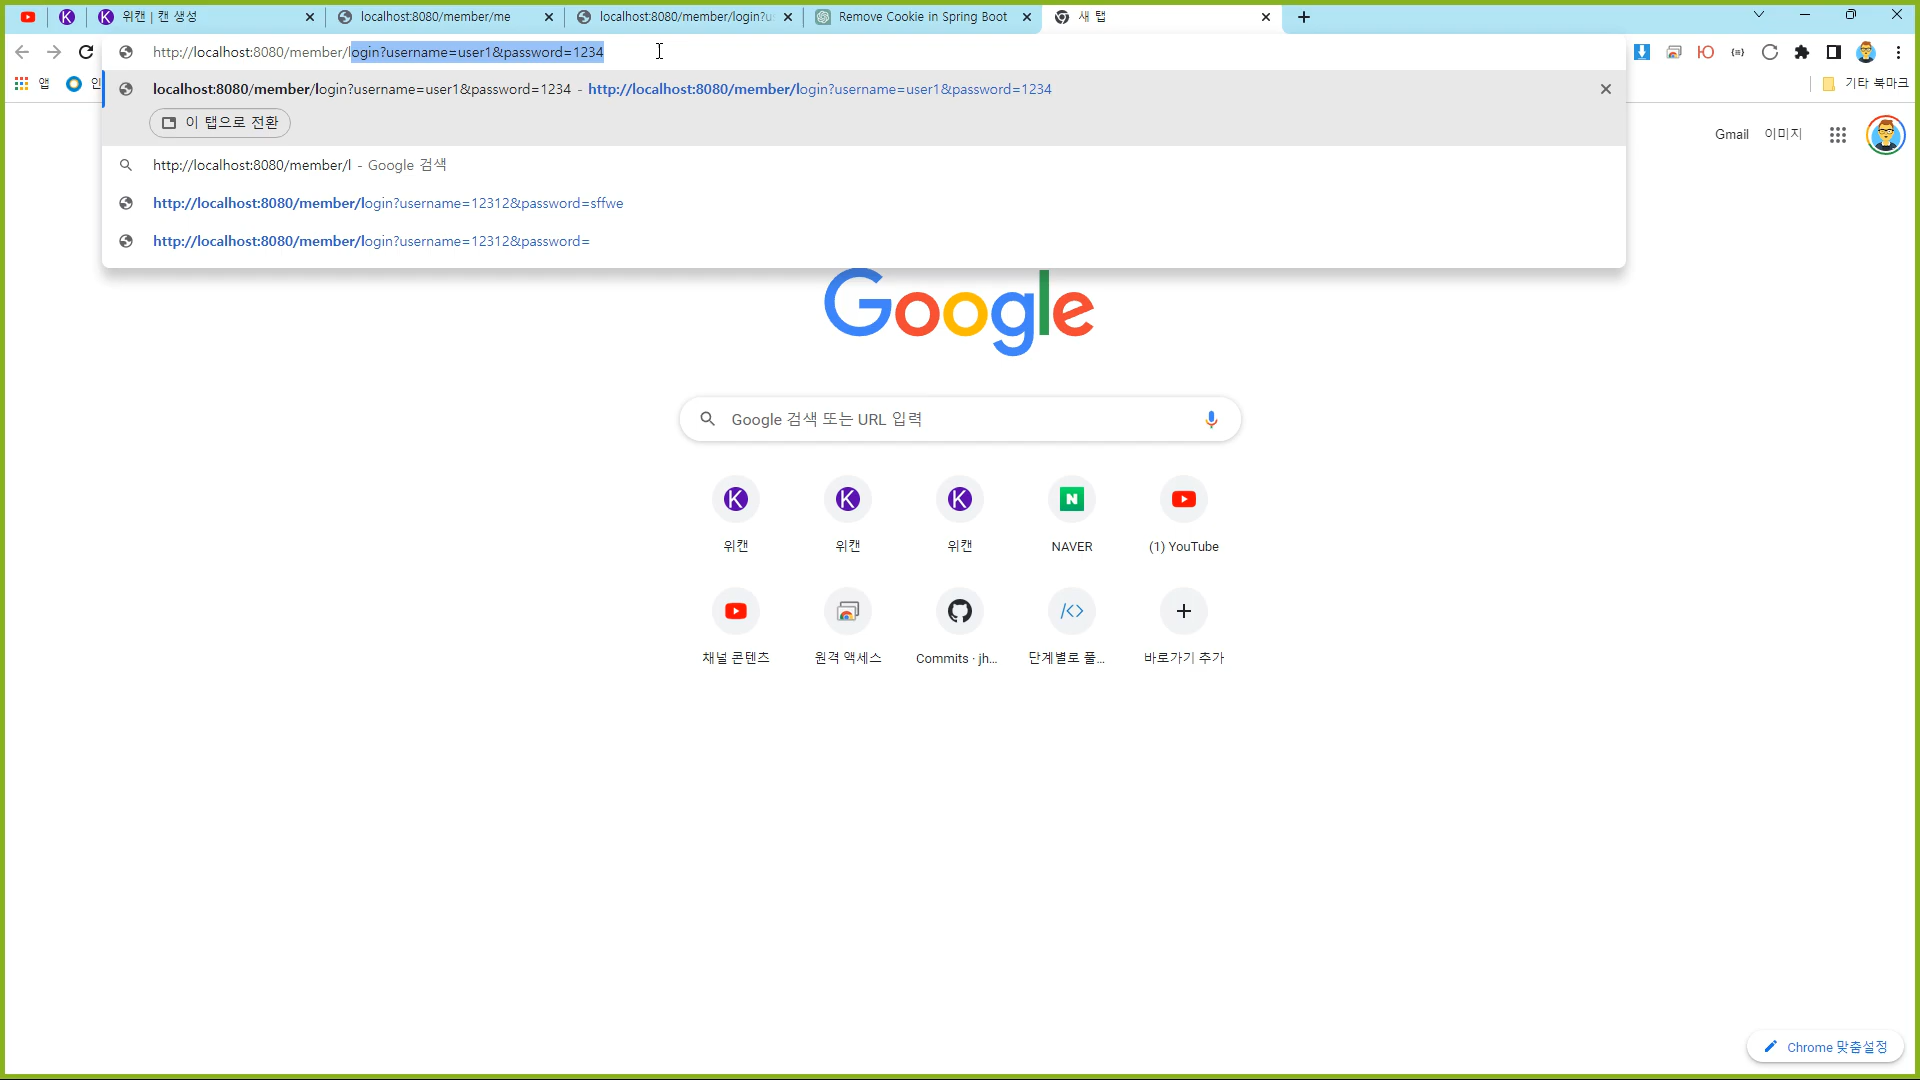 위캔 | 캔 생성
localhost:8080/member/me
localhost:8080/member/login?u
Remove Cookie in Spring Boot
새 탭
http://localhost:8080/member/login?username=user1&password=1234
앱
인
기타 북마크
localhost:8080/member/login?username=user1&password=1234 - http://localhost:8080/member/login?username=user1&password=1234
이 탭으로 전환
http://localhost:8080/member/l - Google 검색
http://localhost:8080/member/login?username=12312&password=sffwe
http://localhost:8080/member/login?username=12312&password=
Gmail 이미지
Google
Google 검색 또는 URL 입력
위캔
위캔
위캔
NAVER
(1) YouTube
채널 콘텐츠
원격 액세스
Commits · jh...
단계별로 풀...
바로가기 추가
Chrome 맞춤설정